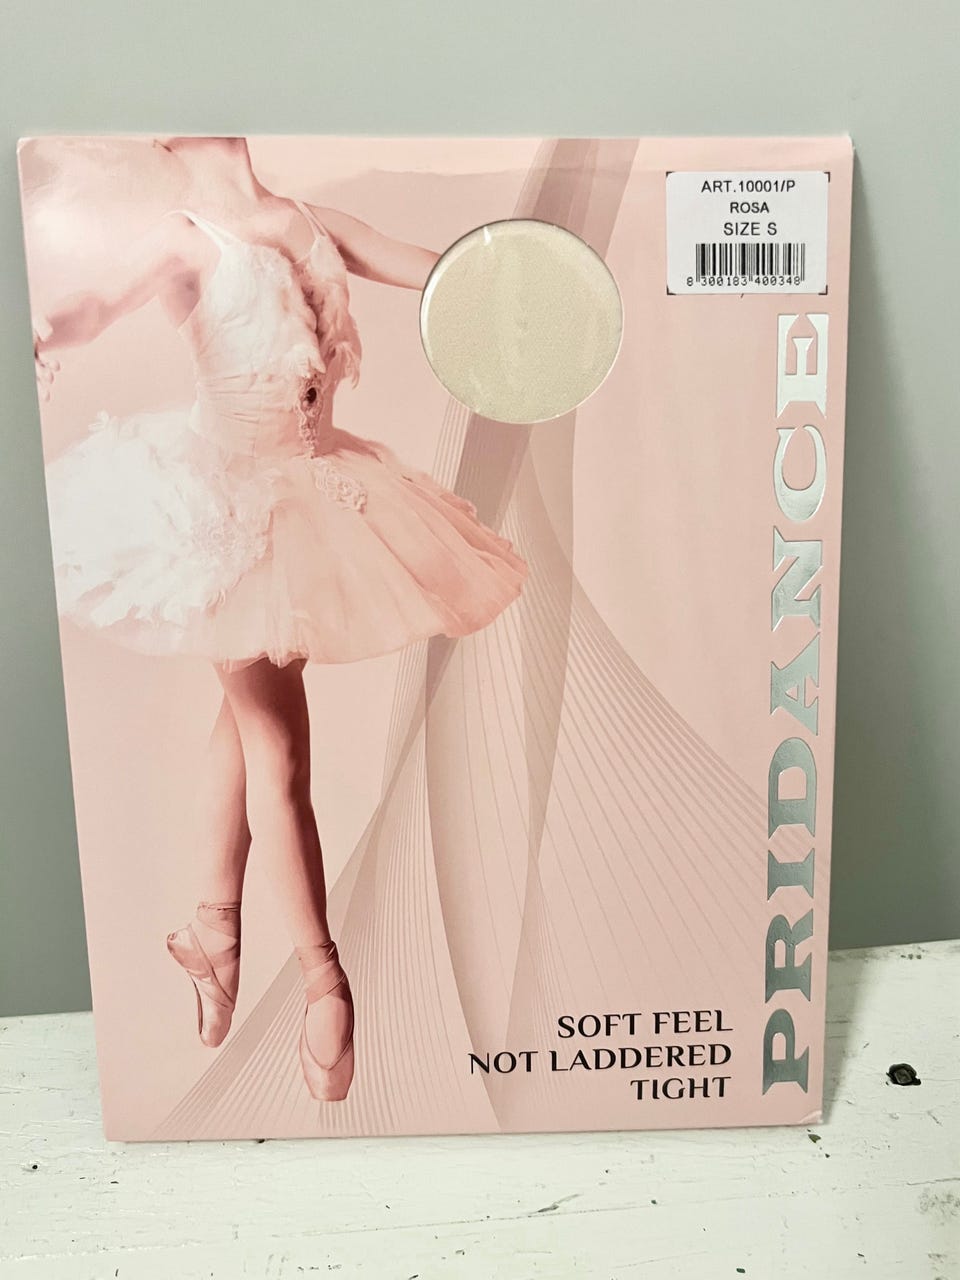 ART.10001/P
ROSA
SIZE S
8 300183 400348
PRIDANCE
SOFT FEEL
NOT LADDERED
TIGHT